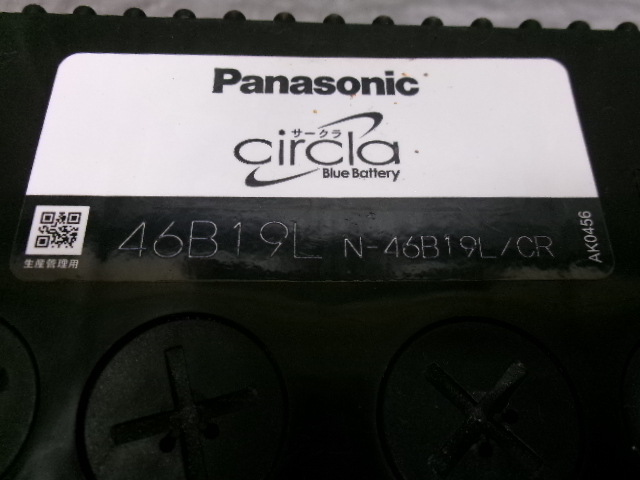 Panasonic
サークラ
circla
Blue Battery
46B19L N-46B19L/CR
AK0456
生産管理用